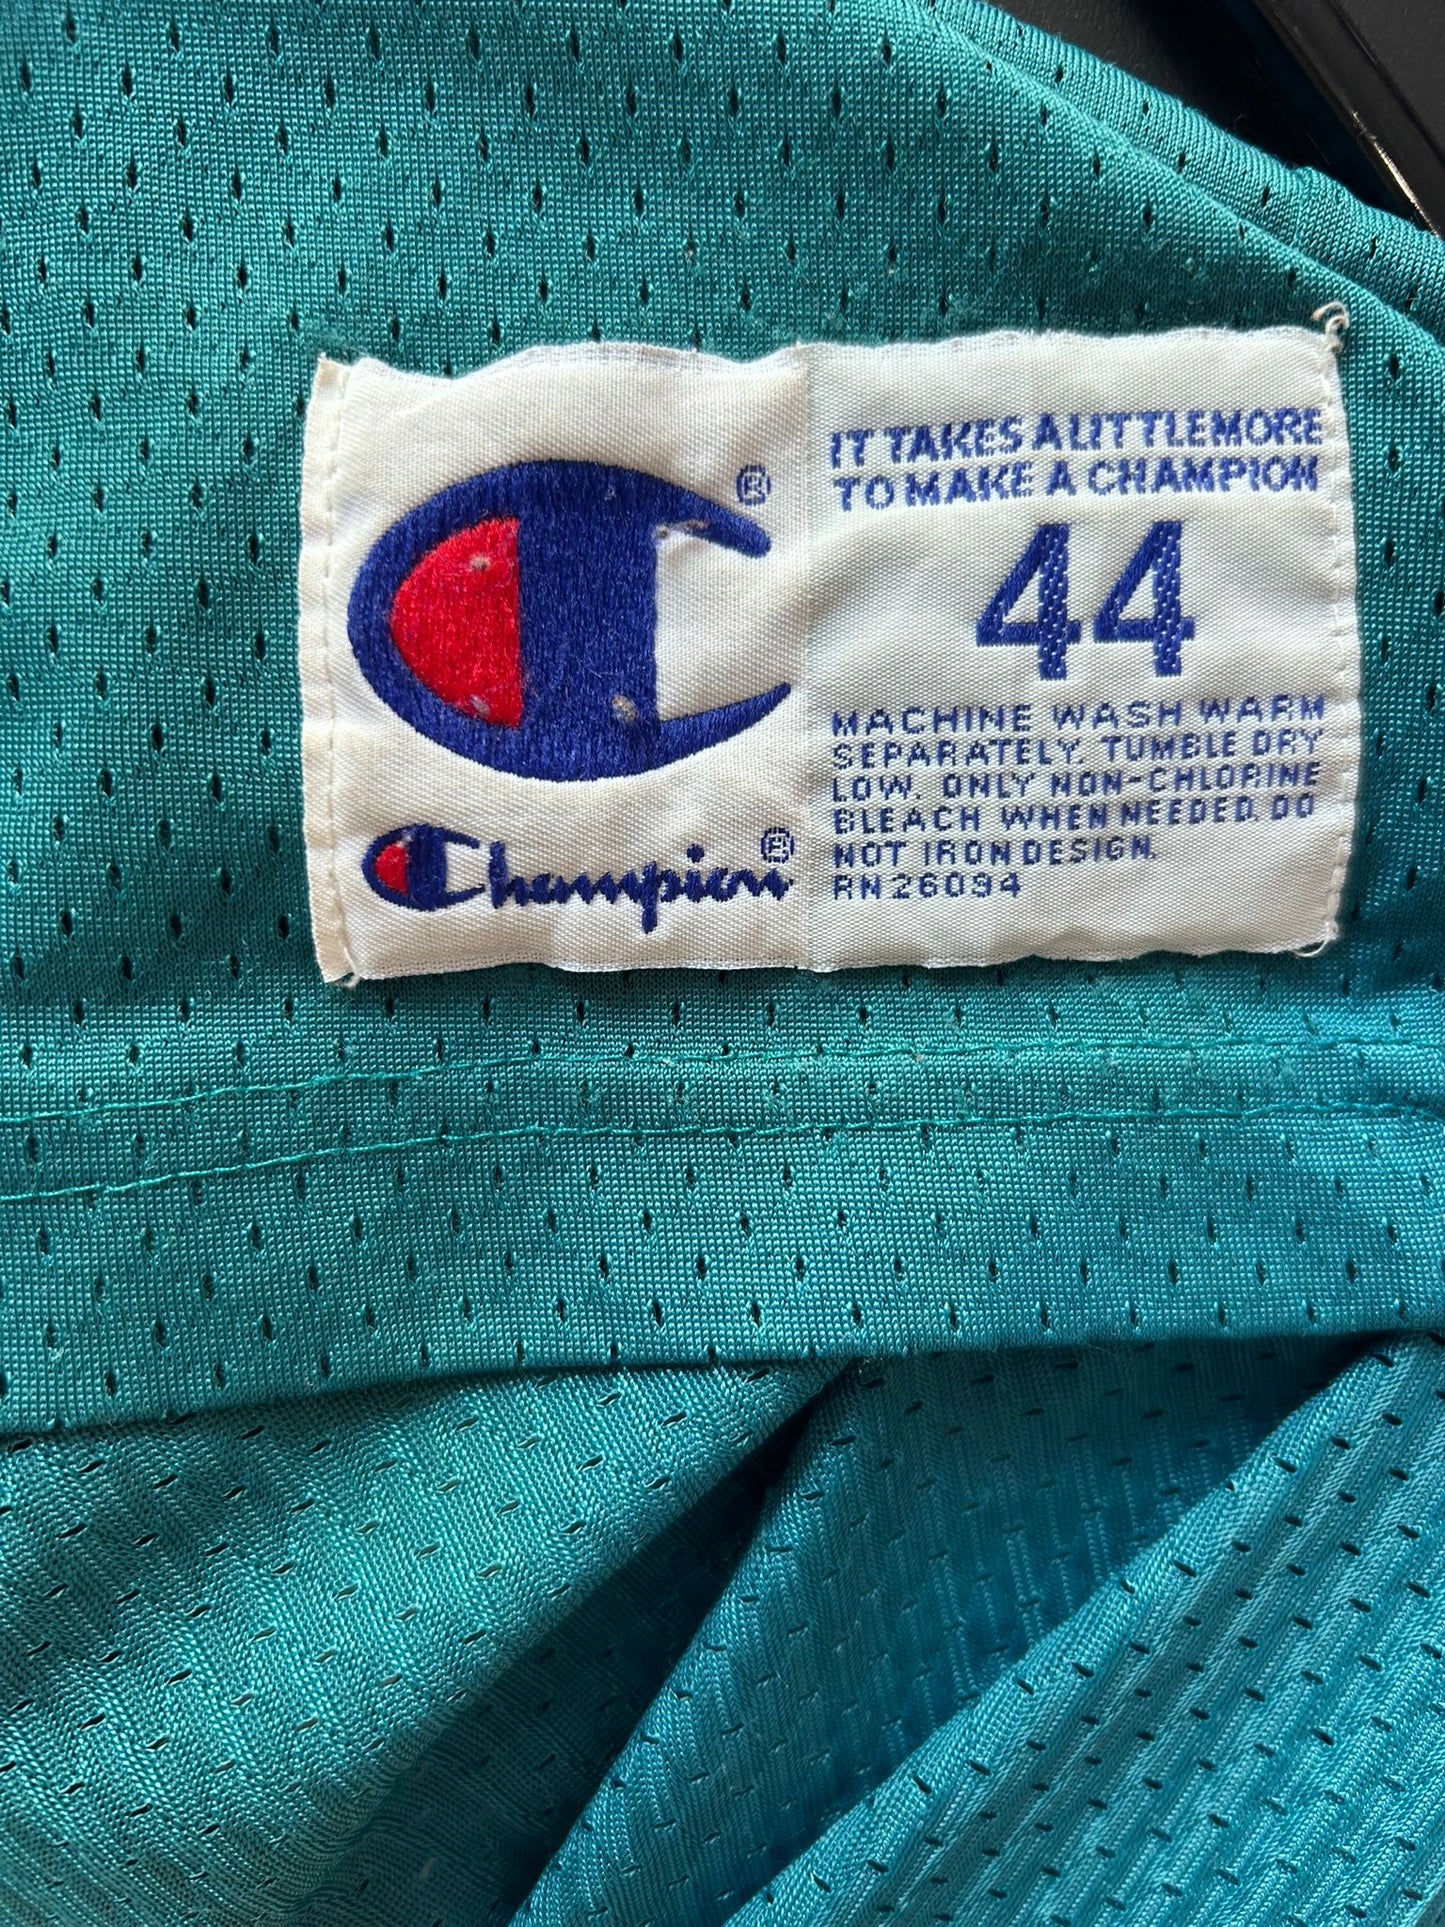 ®
Champion®
IT TAKES A LITTLE MORE
TO MAKE A CHAMPION
44
MACHINE WASH WARM
SEPARATELY. TUMBLE DRY
LOW. ONLY NON-CHLORINE
BLEACH WHEN NEEDED. DO
NOT IRON DESIGN.
RN26094